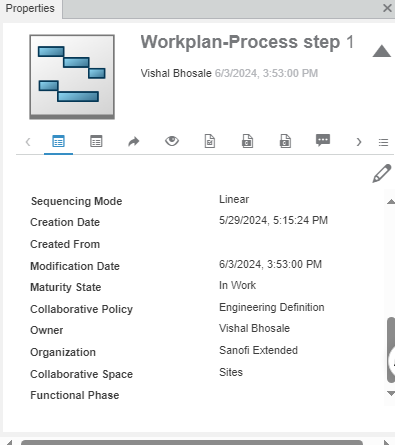 Properties
Workplan-Process step 1
Vishal Bhosale 6/3/2024, 3:53:00 PM
Sequencing Mode Linear
Creation Date 5/29/2024, 5:15:24 PM
Created From
Modification Date 6/3/2024, 3:53:00 PM
Maturity State In Work
Collaborative Policy Engineering Definition
Owner Vishal Bhosale
Organization Sanofi Extended
Collaborative Space Sites
Functional Phase